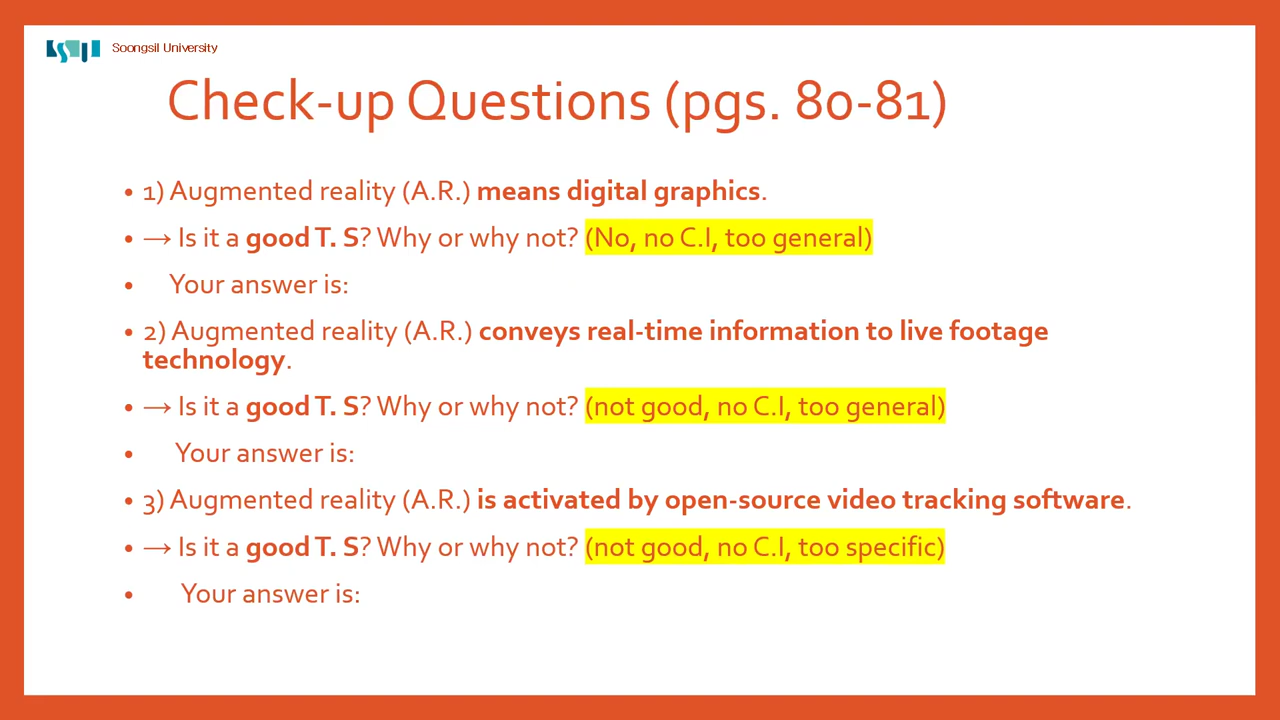 Soongsil University
Check-up Questions (pgs. 80-81)
• 1) Augmented reality (A.R.) means digital graphics.
• → Is it a good T. S? Why or why not? (No, no C.I, too general)
• Your answer is:
• 2) Augmented reality (A.R.) conveys real-time information to live footage
technology.
• → Is it a good T. S? Why or why not? (not good, no C.I, too general)
• Your answer is:
• 3) Augmented reality (A.R.) is activated by open-source video tracking software.
• → Is it a good T. S? Why or why not? (not good, no C.I, too specific)
• Your answer is: